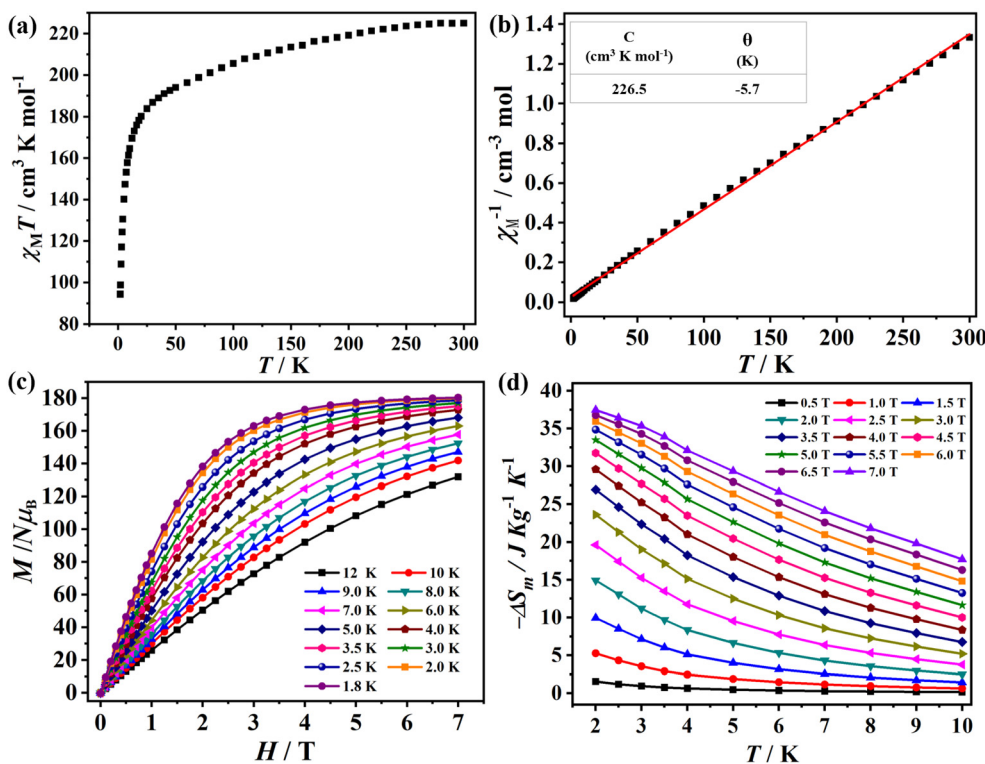 (a)
220
200
180
160
140
120
100
80
χ_M T / cm³ K mol⁻¹
0 50 100 150 200 250 300
T / K
(b)
C θ
(cm³ K mol⁻¹) (K)
226.5 -5.7
1.4
1.2
1.0
0.8
0.6
0.4
0.2
0.0
χ_M⁻¹ / cm⁻³ mol
0 50 100 150 200 250 300
T / K
(c)
180
160
140
120
100
80
60
40
20
0
M /Nμ_B
12 K 10 K
9.0 K 8.0 K
7.0 K 6.0 K
5.0 K 4.0 K
3.5 K 3.0 K
2.5 K 2.0 K
1.8 K
0 1 2 3 4 5 6 7
H / T
(d)
40
35
30
25
20
15
10
5
0
-ΔS_m / J Kg⁻¹ K⁻¹
0.5 T 1.0 T 1.5 T
2.0 T 2.5 T 3.0 T
3.5 T 4.0 T 4.5 T
5.0 T 5.5 T 6.0 T
6.5 T 7.0 T
2 3 4 5 6 7 8 9 10
T / K